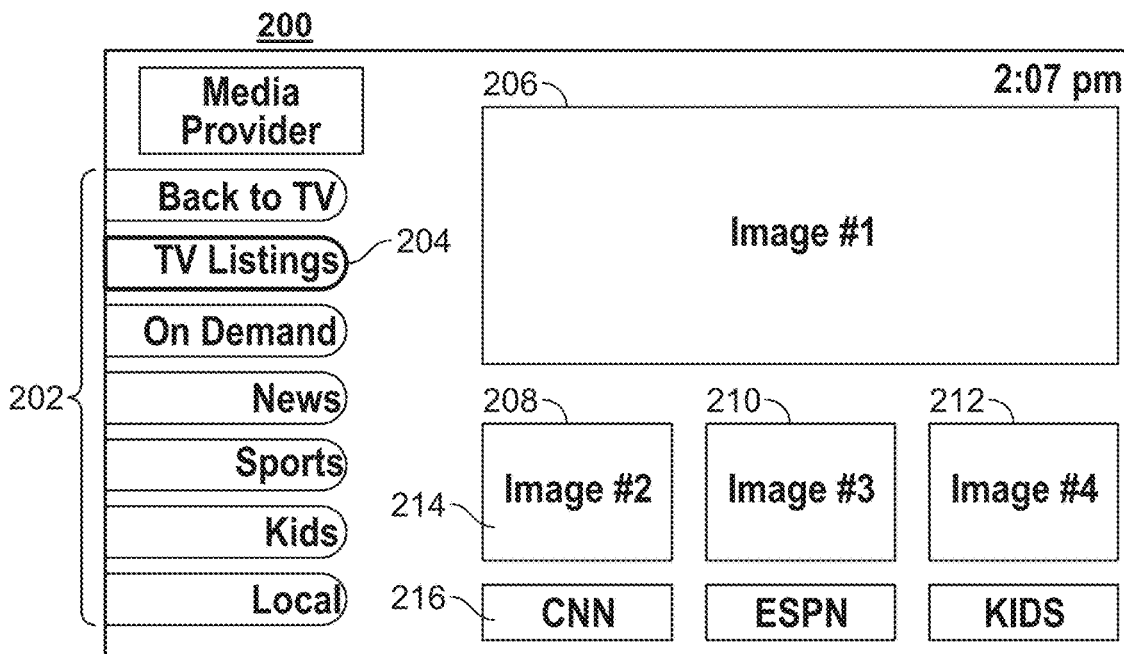 200
Media
Provider
2:07 pm
206
Image #1
Back to TV
TV Listings
204
On Demand
News
Sports
Kids
Local
202
208
210
212
Image #2
Image #3
Image #4
214
216
CNN
ESPN
KIDS